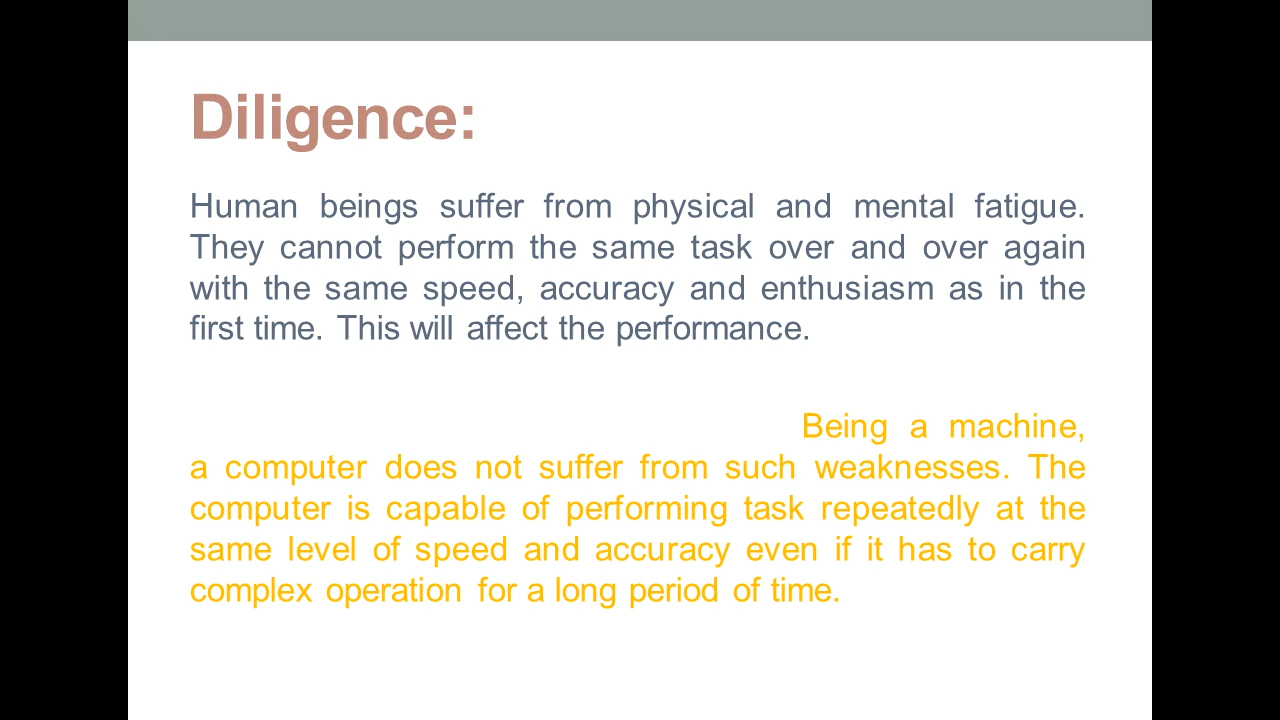 Diligence:
Human beings suffer from physical and mental fatigue.
They cannot perform the same task over and over again
with the same speed, accuracy and enthusiasm as in the
first time. This will affect the performance.
Being a machine,
a computer does not suffer from such weaknesses. The
computer is capable of performing task repeatedly at the
same level of speed and accuracy even if it has to carry
complex operation for a long period of time.